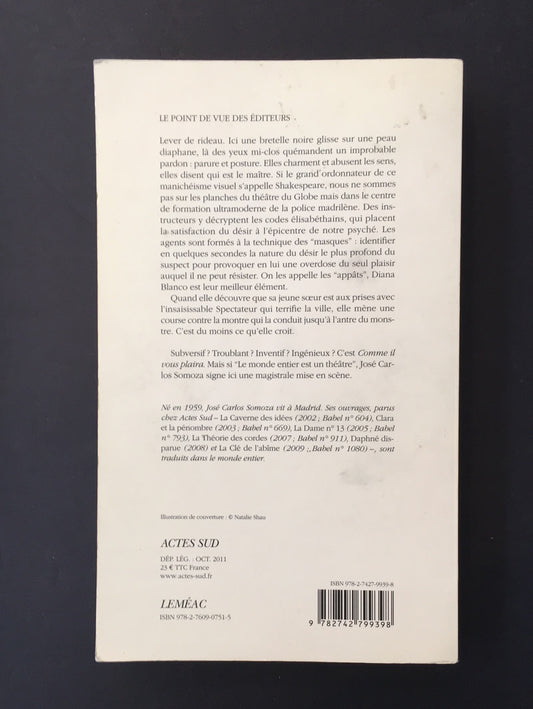 LE POINT DE VUE DES ÉDITEURS
Lever de rideau. Ici une bretelle noire glisse sur une peau
diaphane, là des yeux mi-clos quémandent un improbable
pardon : parure et posture. Elles charment et abusent les sens,
elles disent qui est le maître. Si le grand ordonnateur de ce
manichéisme visuel s'appelle Shakespeare, nous ne sommes
pas sur les planches du théâtre du Globe mais dans le centre
de formation ultramoderne de la police madrilène. Des ins-
tructeurs y décryptent les codes élisabéthains, qui placent
la satisfaction du désir à l'épicentre de notre psyché. Les
agents sont formés à la technique des "masques" : identifier
en quelques secondes la nature du désir le plus profond du
suspect pour provoquer en lui une overdose du seul plaisir
auquel il ne peut résister. On les appelle les "appâts", Diana
Blanco est leur meilleur élément.
Quand elle découvre que sa jeune sœur est aux prises avec
l'insaisissable Spectateur qui terrifie la ville, elle mène une
course contre la montre qui la conduit jusqu'à l'antre du mons-
tre. C'est du moins ce qu'elle croit.
Subversif ? Troublant ? Inventif ? Ingénieux ? C'est Comme il
vous plaira. Mais si "Le monde entier est un théâtre", José Car-
los Somoza signe ici une magistrale mise en scène.
Né en 1959, José Carlos Somoza vit à Madrid. Ses ouvrages, parus
chez Actes Sud – La Caverne des idées (2002 ; Babel n° 604), Clara
et la pénombre (2003 ; Babel n° 669), La Dame n° 13 (2005 ; Babel
n° 793), La Théorie des cordes (2007 ; Babel n° 911), Daphné dis-
parue (2008) et La Clé de l'abîme (2009 ; Babel n° 1080) –, sont
traduits dans le monde entier.
Illustration de couverture : © Natalie Shau
ACTES SUD
DÉP. LÉG. : OCT. 2011
23 € TTC France
www.actes-sud.fr
LEMÉAC
ISBN 978-2-7609-0751-5
ISBN 978-2-7427-9939-8
9 782742 799398